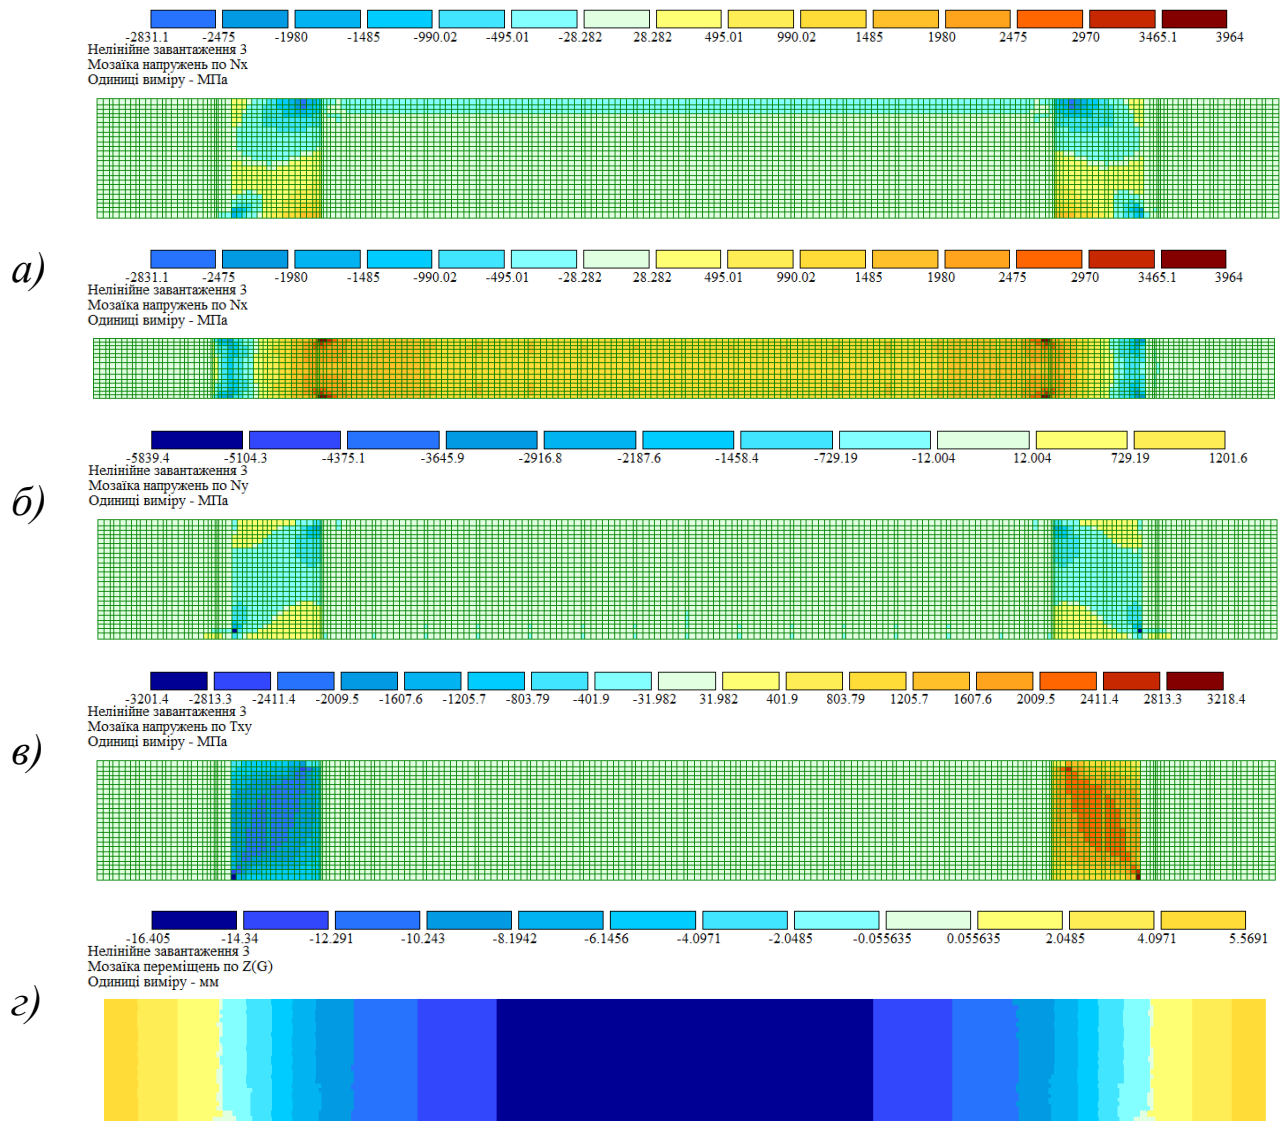 -2831.1 -2475 -1980 -1485 -990.02 -495.01 -28.282 28.282 495.01 990.02 1485 1980 2475 2970 3465.1 3964
Нелінійне завантаження 3
Мозаїка напружень по Nx
Одиниці виміру - МПа
а)
-2831.1 -2475 -1980 -1485 -990.02 -495.01 -28.282 28.282 495.01 990.02 1485 1980 2475 2970 3465.1 3964
Нелінійне завантаження 3
Мозаїка напружень по Nx
Одиниці виміру - МПа
-5839.4 -5104.3 -4375.1 -3645.9 -2916.8 -2187.6 -1458.4 -729.19 -12.004 12.004 729.19 1201.6
Нелінійне завантаження 3
Мозаїка напружень по Ny
б)
Одиниці виміру - МПа
-3201.4 -2813.3 -2411.4 -2009.5 -1607.6 -1205.7 -803.79 -401.9 -31.982 31.982 401.9 803.79 1205.7 1607.6 2009.5 2411.4 2813.3 3218.4
Нелінійне завантаження 3
Мозаїка напружень по Txy
Одиниці виміру - МПа
в)
-16.405 -14.34 -12.291 -10.243 -8.1942 -6.1456 -4.0971 -2.0485 -0.055635 0.055635 2.0485 4.0971 5.5691
Нелінійне завантаження 3
Мозаїка переміщень по Z(G)
Одиниці виміру - мм
г)